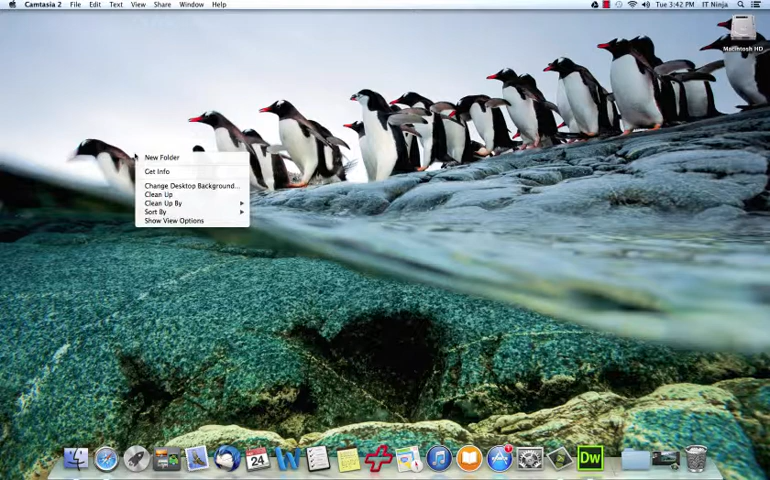 Camtasia 2 File Edit Text View Share Window Help Tue 3:42 PM IT Ninja
Macintosh HD
New Folder
Get Info
Change Desktop Background...
Clean Up
Clean Up By
Sort By
Show View Options
24
W
Dw